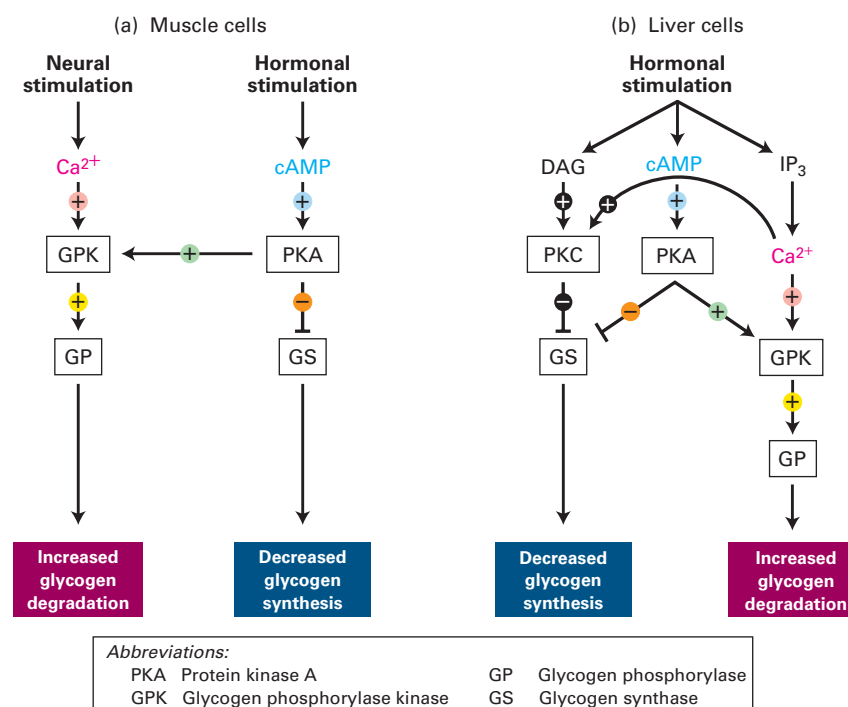 (a) Muscle cells
Neural
stimulation
Hormonal
stimulation
Ca2+
cAMP
+
+
GPK
+
PKA
+
−
GP
GS
Increased
glycogen
degradation
Decreased
glycogen
synthesis
(b) Liver cells
Hormonal
stimulation
DAG
cAMP
IP3
+
+
+
PKC
PKA
Ca2+
+
−
−
+
GS
GPK
+
GP
Decreased
glycogen
synthesis
Increased
glycogen
degradation
Abbreviations:
PKA Protein kinase A
GP Glycogen phosphorylase
GPK Glycogen phosphorylase kinase
GS Glycogen synthase